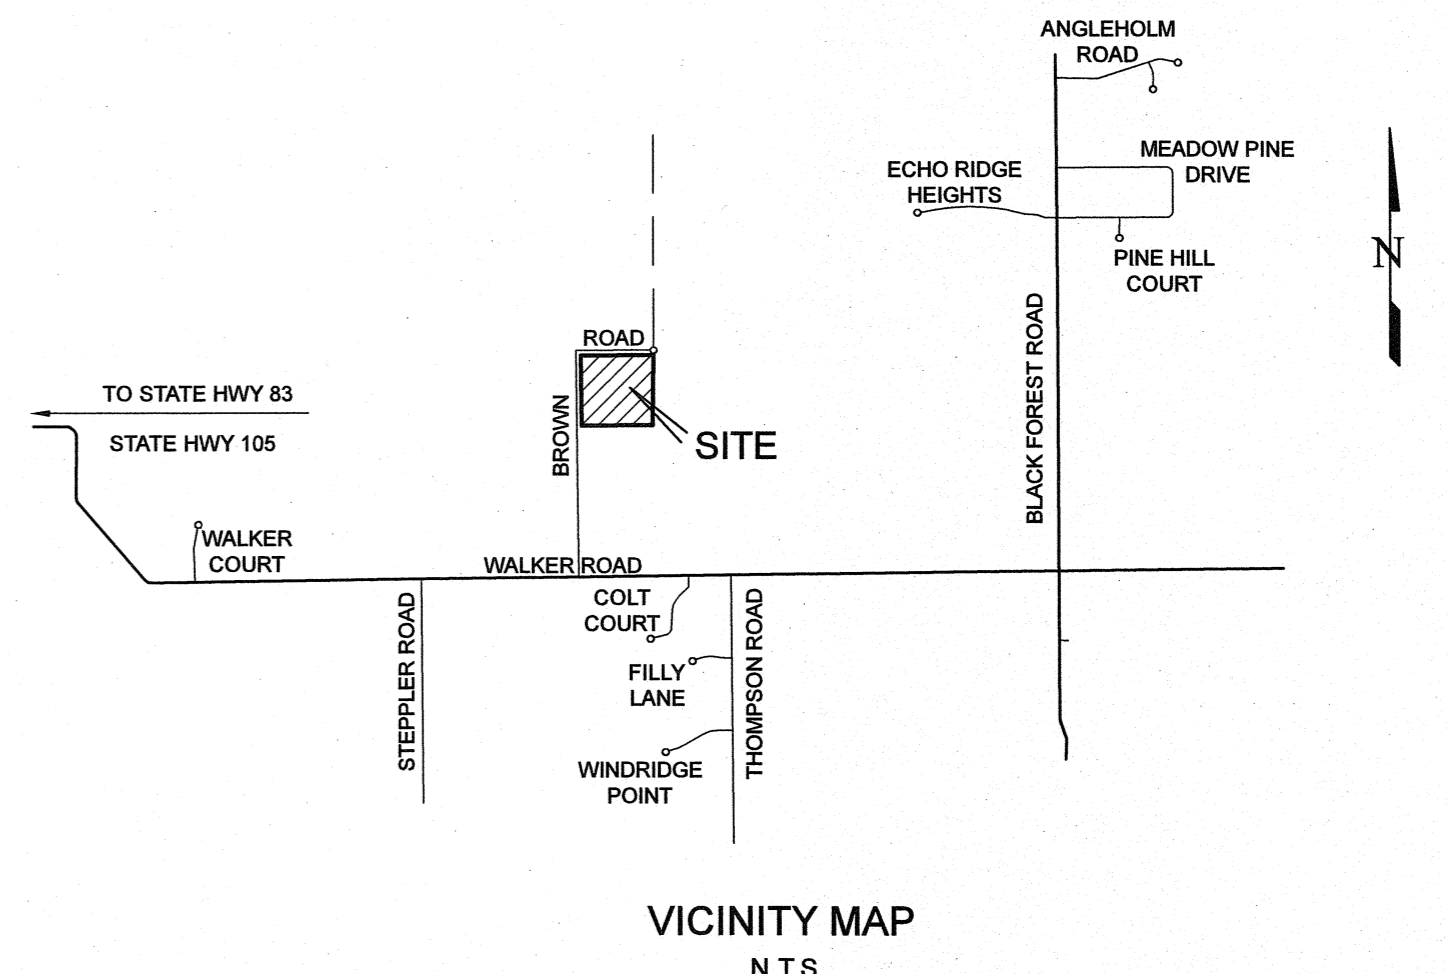 ANGLEHOLM
ROAD
MEADOW PINE
DRIVE
ECHO RIDGE
HEIGHTS
N
PINE HILL
COURT
BLACK FOREST ROAD
ROAD
BROWN
SITE
TO STATE HWY 83
STATE HWY 105
WALKER
COURT
WALKER ROAD
COLT
COURT
STEPPLER ROAD
THOMPSON ROAD
FILLY
LANE
WINDRIDGE
POINT
VICINITY MAP
N.T.S.